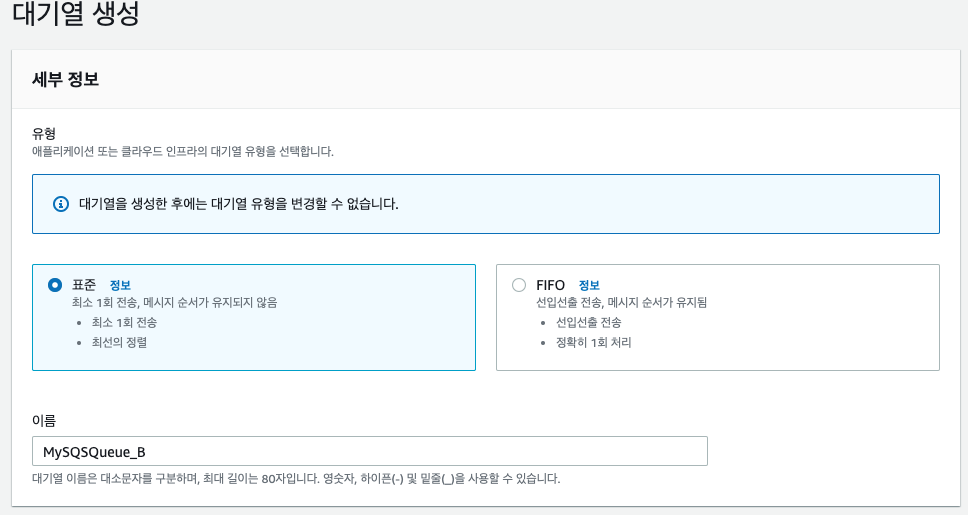 대기열 생성
세부 정보
유형
애플리케이션 또는 클라우드 인프라의 대기열 유형을 선택합니다.
대기열을 생성한 후에는 대기열 유형을 변경할 수 없습니다.
표준 정보
최소 1회 전송, 메시지 순서가 유지되지 않음
• 최소 1회 전송
• 최선의 정렬
FIFO 정보
선입선출 전송, 메시지 순서가 유지됨
• 선입선출 전송
• 정확히 1회 처리
이름
MySQSQueue_B
대기열 이름은 대소문자를 구분하며, 최대 길이는 80자입니다. 영숫자, 하이픈(-) 및 밑줄(_)을 사용할 수 있습니다.